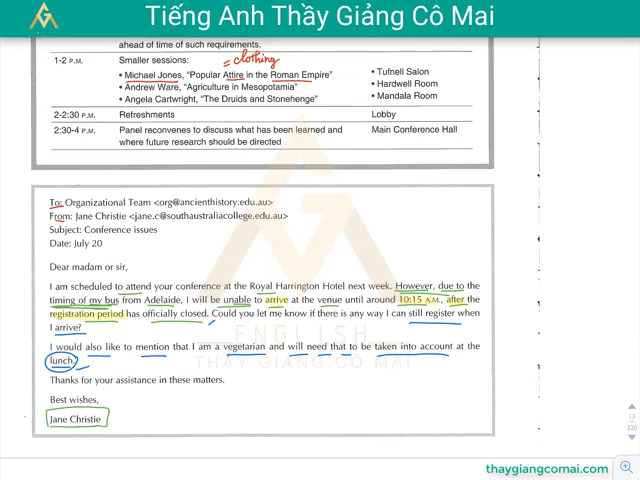 Tiếng Anh Thầy Giảng Cô Mai
ahead of time of such requirements.
= clothing
1-2 P.M. Smaller sessions:
• Michael Jones, “Popular Attire in the Roman Empire” • Tufnell Salon
• Andrew Ware, “Agriculture in Mesopotamia” • Hardwell Room
• Angela Cartwright, “The Druids and Stonehenge” • Mandala Room
2-2:30 P.M. Refreshments Lobby
2:30-4 P.M. Panel reconvenes to discuss what has been learned and Main Conference Hall
where future research should be directed
To: Organizational Team <org@ancienthistory.edu.au>
From: Jane Christie <jane.c@southaustraliacollege.edu.au>
Subject: Conference issues
Date: July 20
Dear madam or sir,
I am scheduled to attend your conference at the Royal Harrington Hotel next week. However, due to the
timing of my bus from Adelaide, I will be unable to arrive at the venue until around 10:15 A.M., after the
registration period has officially closed. Could you let me know if there is any way I can still register when
I arrive?
ENGLISH
I would also like to mention that I am a vegetarian and will need that to be taken into account at the
THAY GIANG CO MAI
lunch.
Thanks for your assistance in these matters.
Best wishes,
Jane Christie
13
220
thaygiangcomai.com